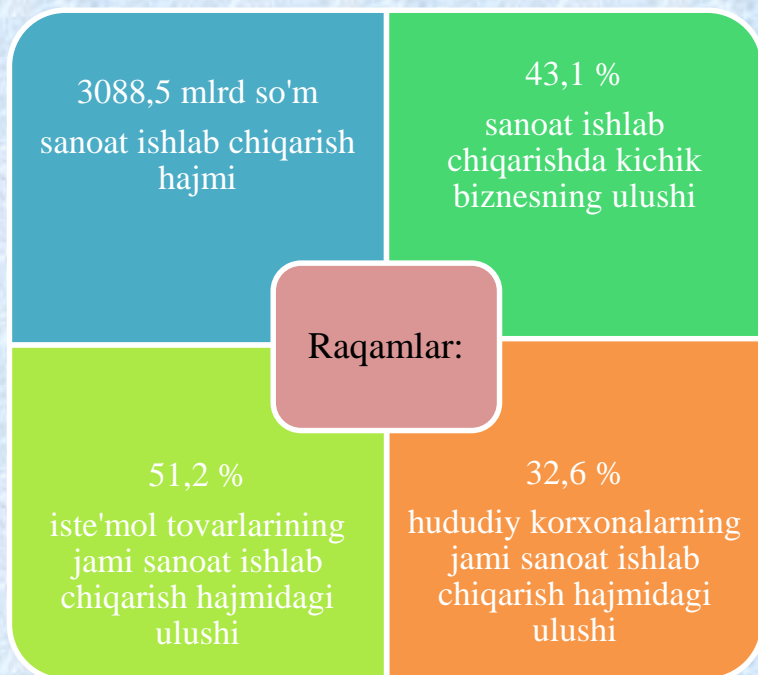 3088,5 mlrd so'm
sanoat ishlab chiqarish
hajmi
43,1 %
sanoat ishlab
chiqarishda kichik
biznesning ulushi
Raqamlar:
51,2 %
iste'mol tovarlarining
jami sanoat ishlab
chiqarish hajmidagi
ulushi
32,6 %
hududiy korxonalarning
jami sanoat ishlab
chiqarish hajmidagi
ulushi